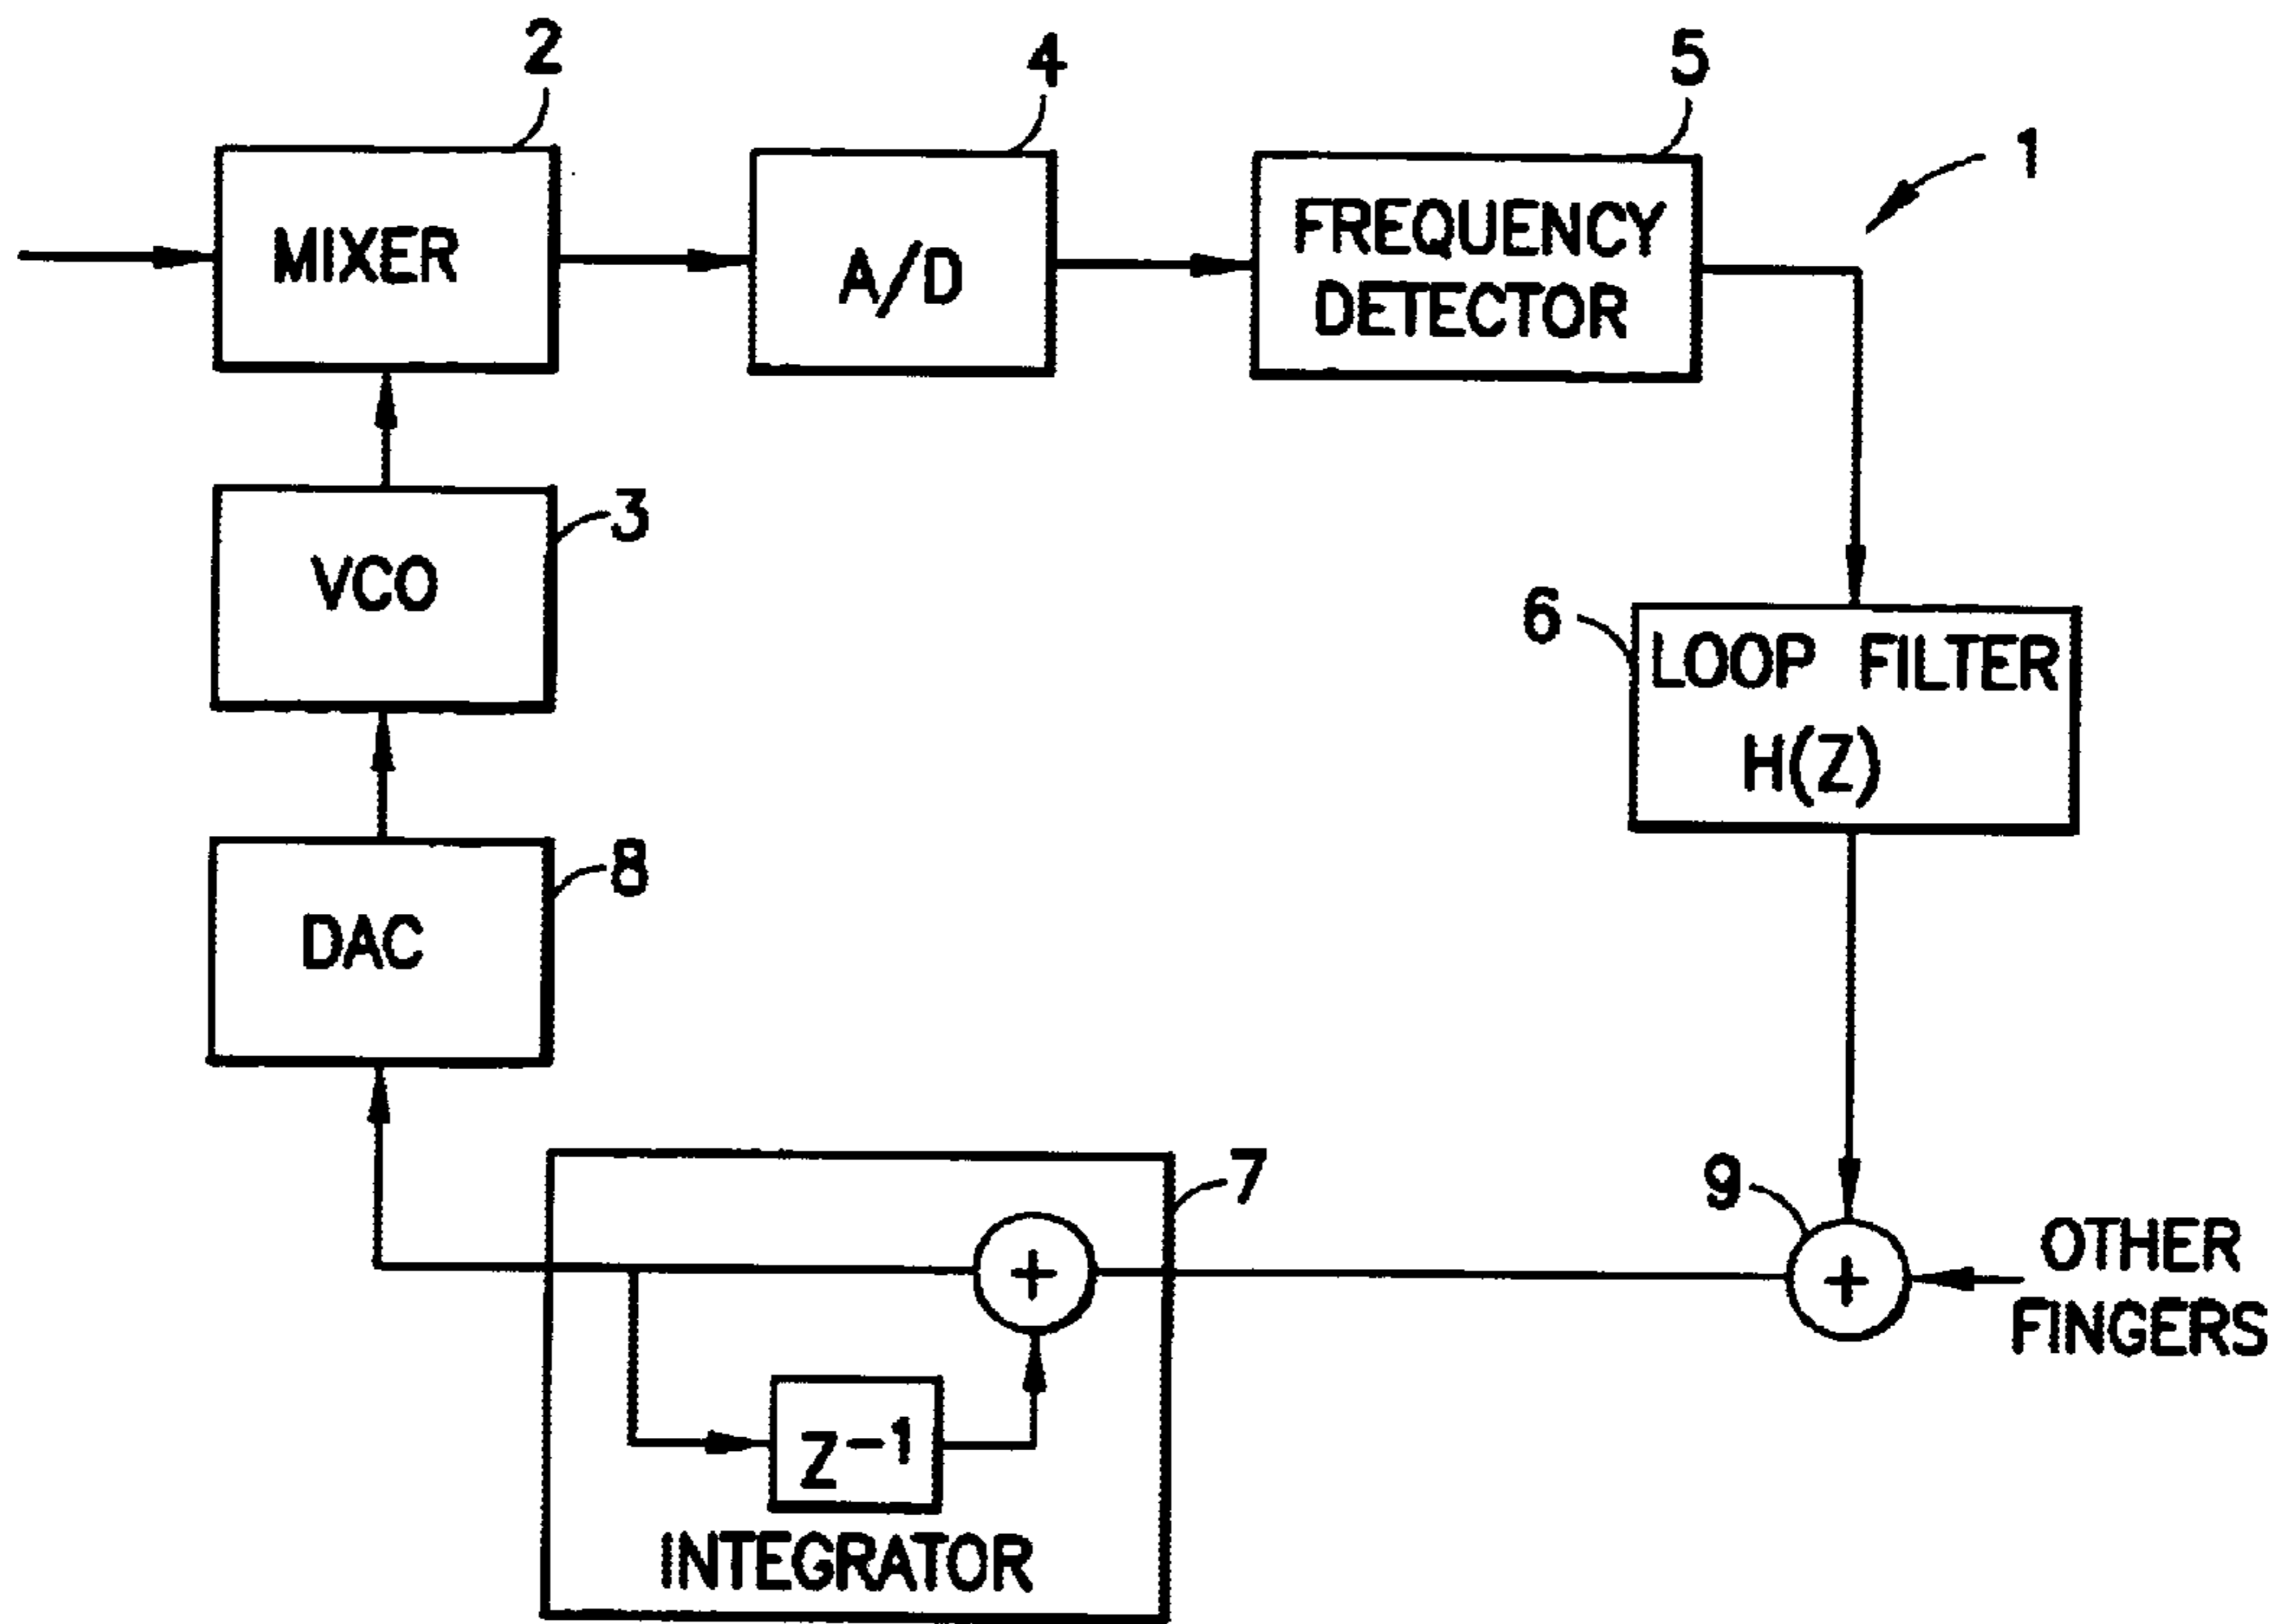 2
4
5
1
MIXER
A/D
FREQUENCY
DETECTOR
3
VCO
6
LOOP FILTER
H(Z)
8
DAC
7
9
OTHER
FINGERS
+
+
Z-1
INTEGRATOR